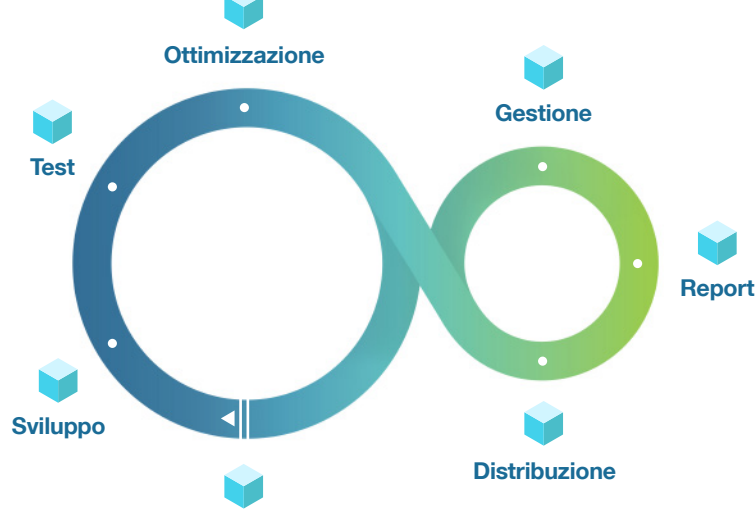 Ottimizzazione
Gestione
Test
Report
Sviluppo
Distribuzione